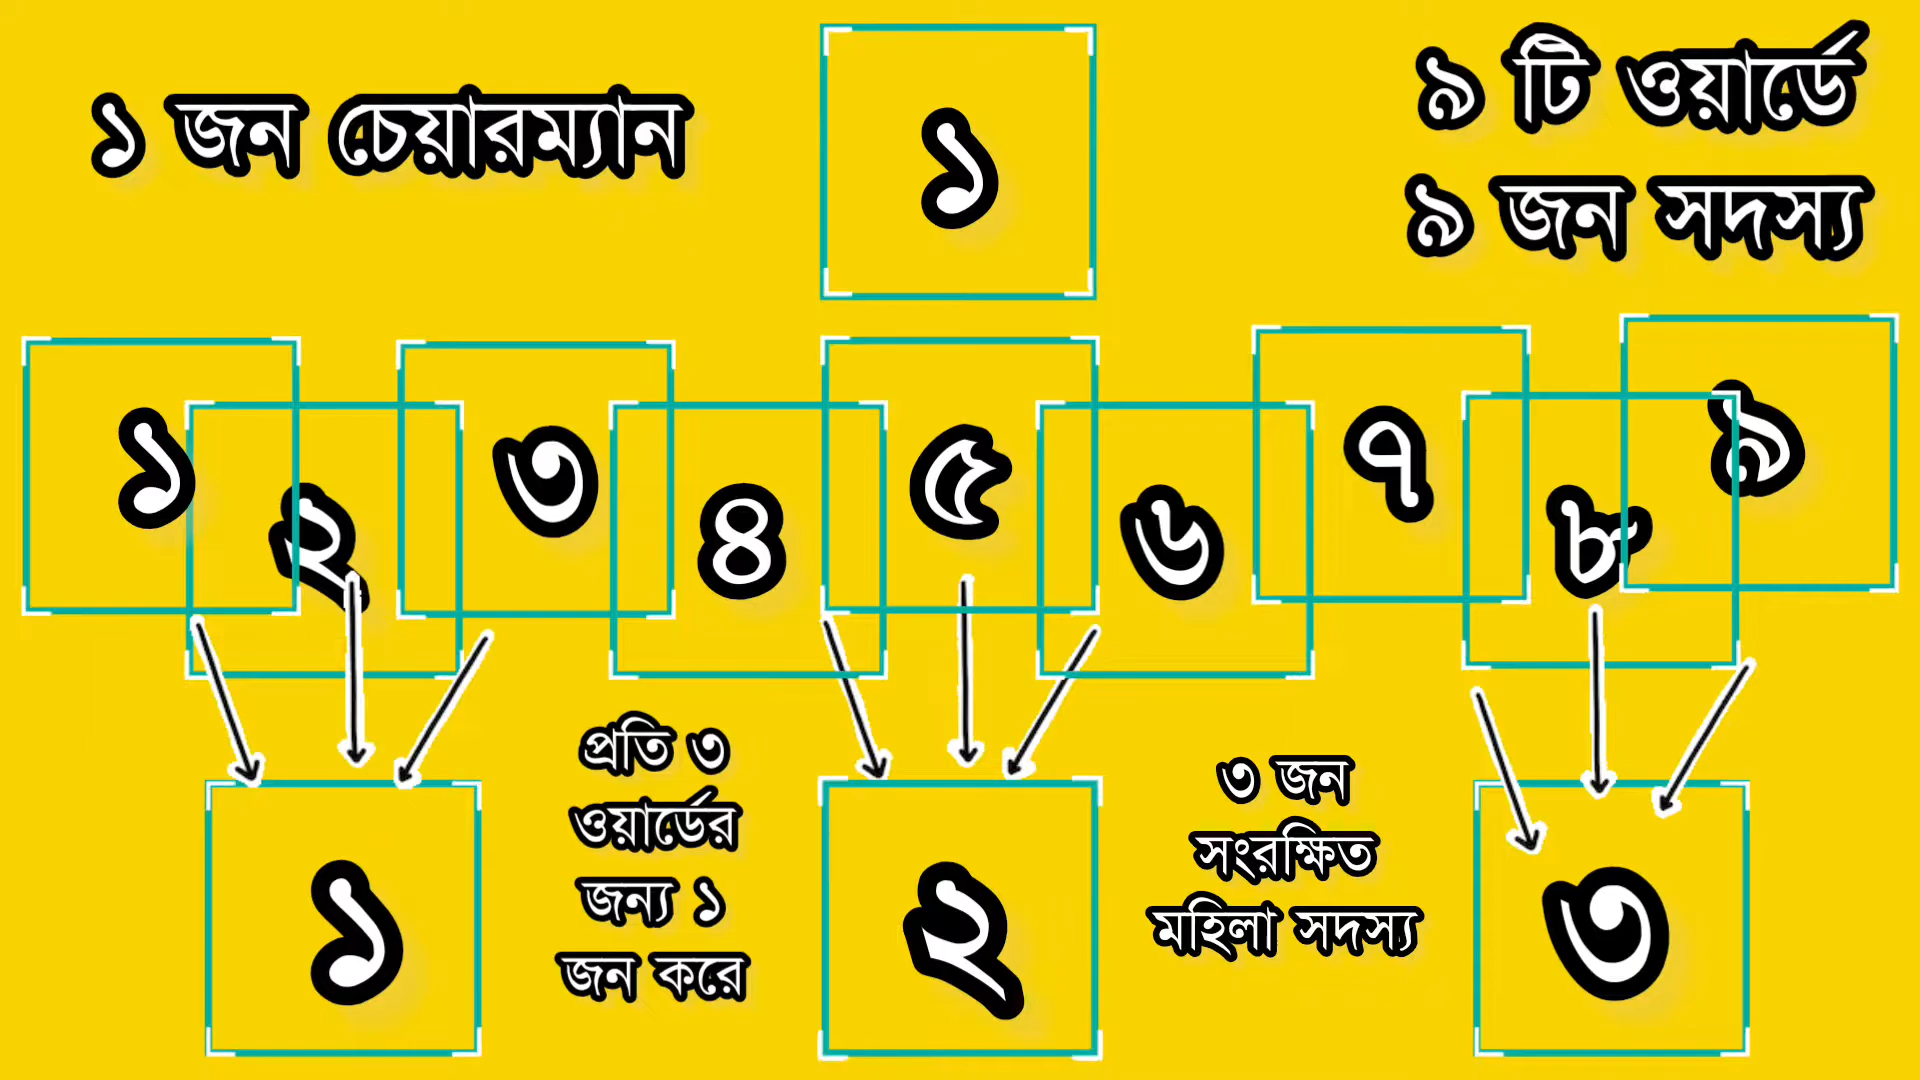 ১ জন চেয়ারম্যান
১
৯ টি ওয়ার্ডে
৯ জন সদস্য
১
২
৩
৪
৫
৬
৭
৮
৯
১
প্রতি ৩
ওয়ার্ডের
জন্য ১
জন করে
২
৩ জন
সংরক্ষিত
মহিলা সদস্য
৩